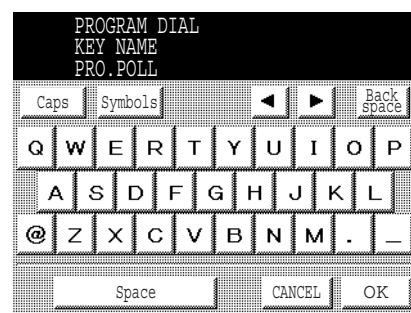 PROGRAM DIAL
KEY NAME
PRO.POLL
Caps Symbols ◄ ► Back space
Q W E R T Y U I O P
A S D F G H J K L
@ Z X C V B N M . _
Space CANCEL OK